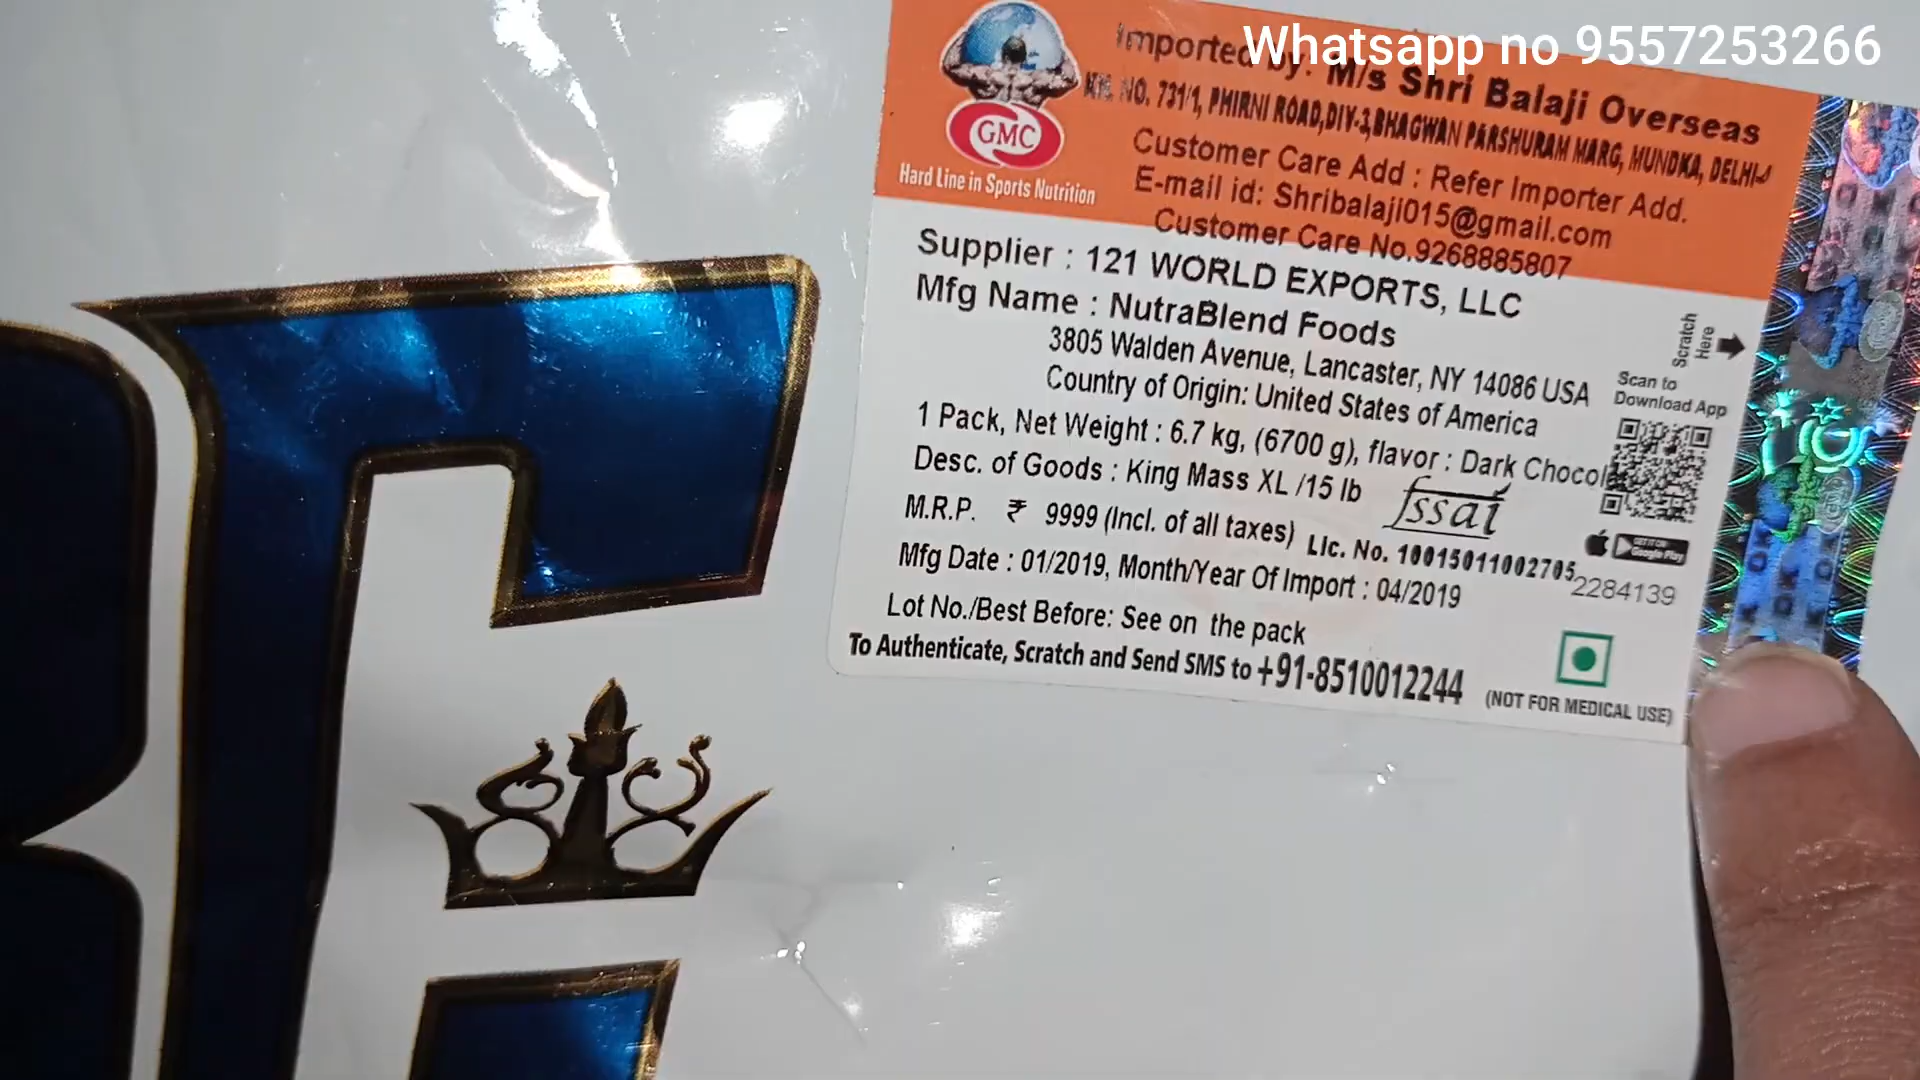 Whatsapp no 9557253266
Imported by: M/s Shri Balaji Overseas
KH. NO. 731/1, PHIRNI ROAD,DIV-3,BHAGWAN PARSHURAM MARG, MUNDKA, DELHI-J
Customer Care Add : Refer Importer Add.
E-mail id: Shribalaji015@gmail.com
Customer Care No.9268885807
GMC
Hard Line in Sports Nutrition
Supplier : 121 WORLD EXPORTS, LLC
Mfg Name : NutraBlend Foods
3805 Walden Avenue, Lancaster, NY 14086 USA
Country of Origin: United States of America
1 Pack, Net Weight : 6.7 kg, (6700 g), flavor : Dark Chocol
Desc. of Goods : King Mass XL /15 lb
fssai
M.R.P. ₹ 9999 (Incl. of all taxes)
Lic. No. 10015011002705
Mfg Date : 01/2019, Month/Year Of Import : 04/2019
2284139
Lot No./Best Before: See on the pack
To Authenticate, Scratch and Send SMS to +91-8510012244
(NOT FOR MEDICAL USE)
Scratch
Here
Scan to
Download App
GET IT ON
Google Play